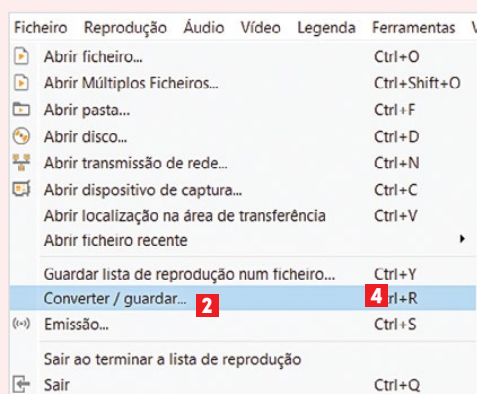 Ficheiro Reprodução Áudio Vídeo Legenda Ferramentas V
Abrir ficheiro... Ctrl+O
Abrir Múltiplos Ficheiros... Ctrl+Shift+O
Abrir pasta... Ctrl+F
Abrir disco... Ctrl+D
Abrir transmissão de rede... Ctrl+N
Abrir dispositivo de captura... Ctrl+C
Abrir localização na área de transferência Ctrl+V
Abrir ficheiro recente
Guardar lista de reprodução num ficheiro... Ctrl+Y
Converter / guardar... 2 4 rl+R
Emissão... Ctrl+S
Sair ao terminar a lista de reprodução
Sair Ctrl+Q